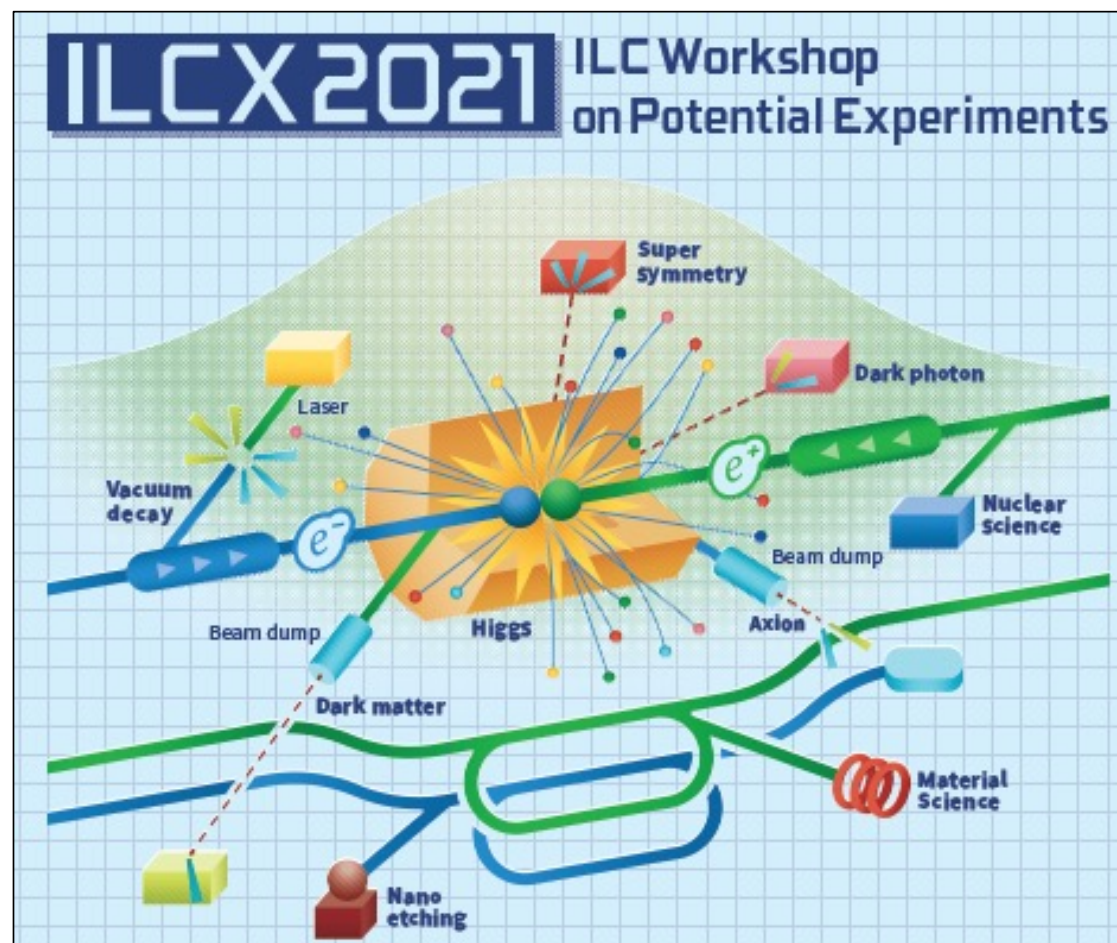 ILCX2021
ILC Workshop
on Potential Experiments
Super
symmetry
Dark photon
Laser
Vacuum
decay
e⁻
e⁺
Nuclear
science
Beam dump
Higgs
Beam dump
Axion
Dark matter
Material
Science
Nano
etching